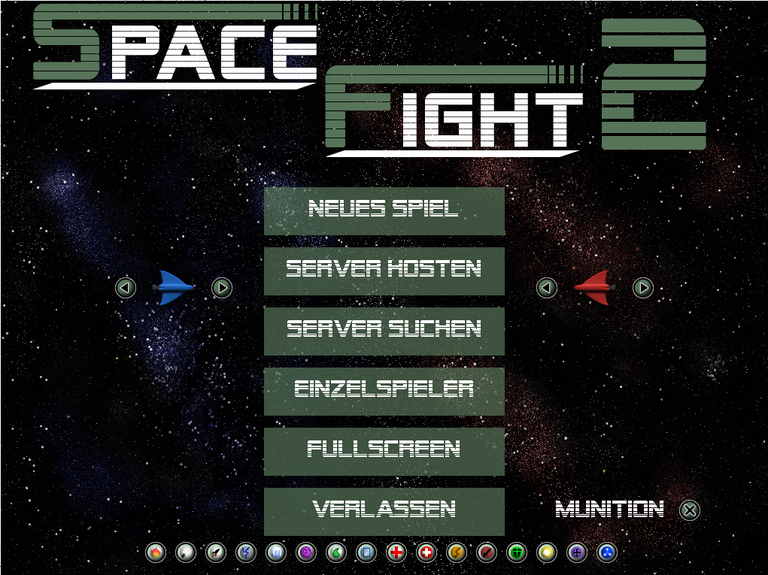 SPACE
FIGHT 2
NEUES SPIEL
SERVER HOSTEN
SERVER SUCHEN
EINZELSPIELER
FULLSCREEN
VERLASSEN
MUNITION